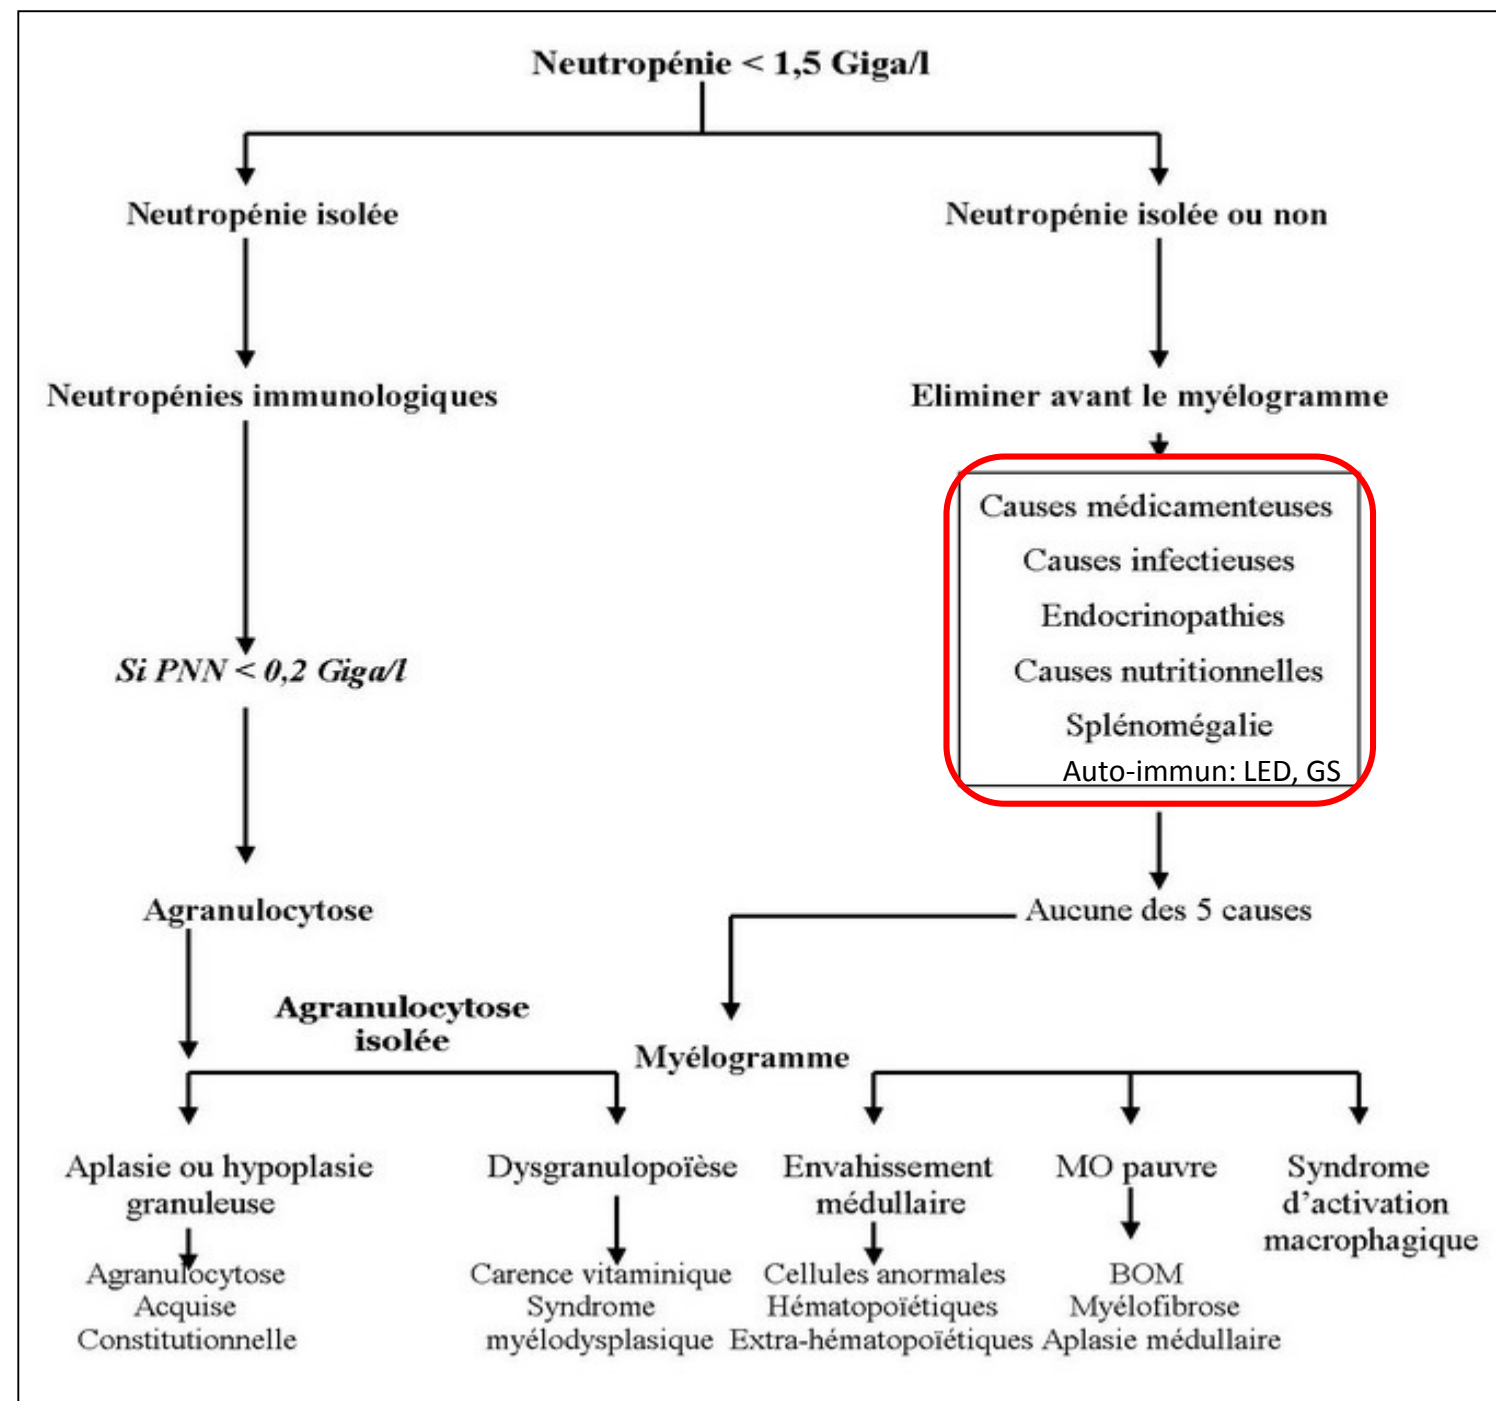 Neutropénie < 1,5 Giga/l
Neutropénie isolée
Neutropénie isolée ou non
Neutropénies immunologiques
Eliminer avant le myélogramme
Causes médicamenteuses
Causes infectieuses
Endocrinopathies
Causes nutritionnelles
Splénomégalie
Auto-immun: LED, GS
Si PNN < 0,2 Giga/l
Agranulocytose
Aucune des 5 causes
Agranulocytose
isolée
Myélogramme
Aplasie ou hypoplasie
granuleuse
Dysgranulopoïèse
Envahissement
médullaire
MO pauvre
Syndrome
d’activation
macrophagique
Agranulocytose
Acquise
Constitutionnelle
Carence vitaminique
Syndrome
myélodysplasique
Cellules anormales
Hématopoïétiques
Extra-hématopoïétiques
BOM
Myélofibrose
Aplasie médullaire